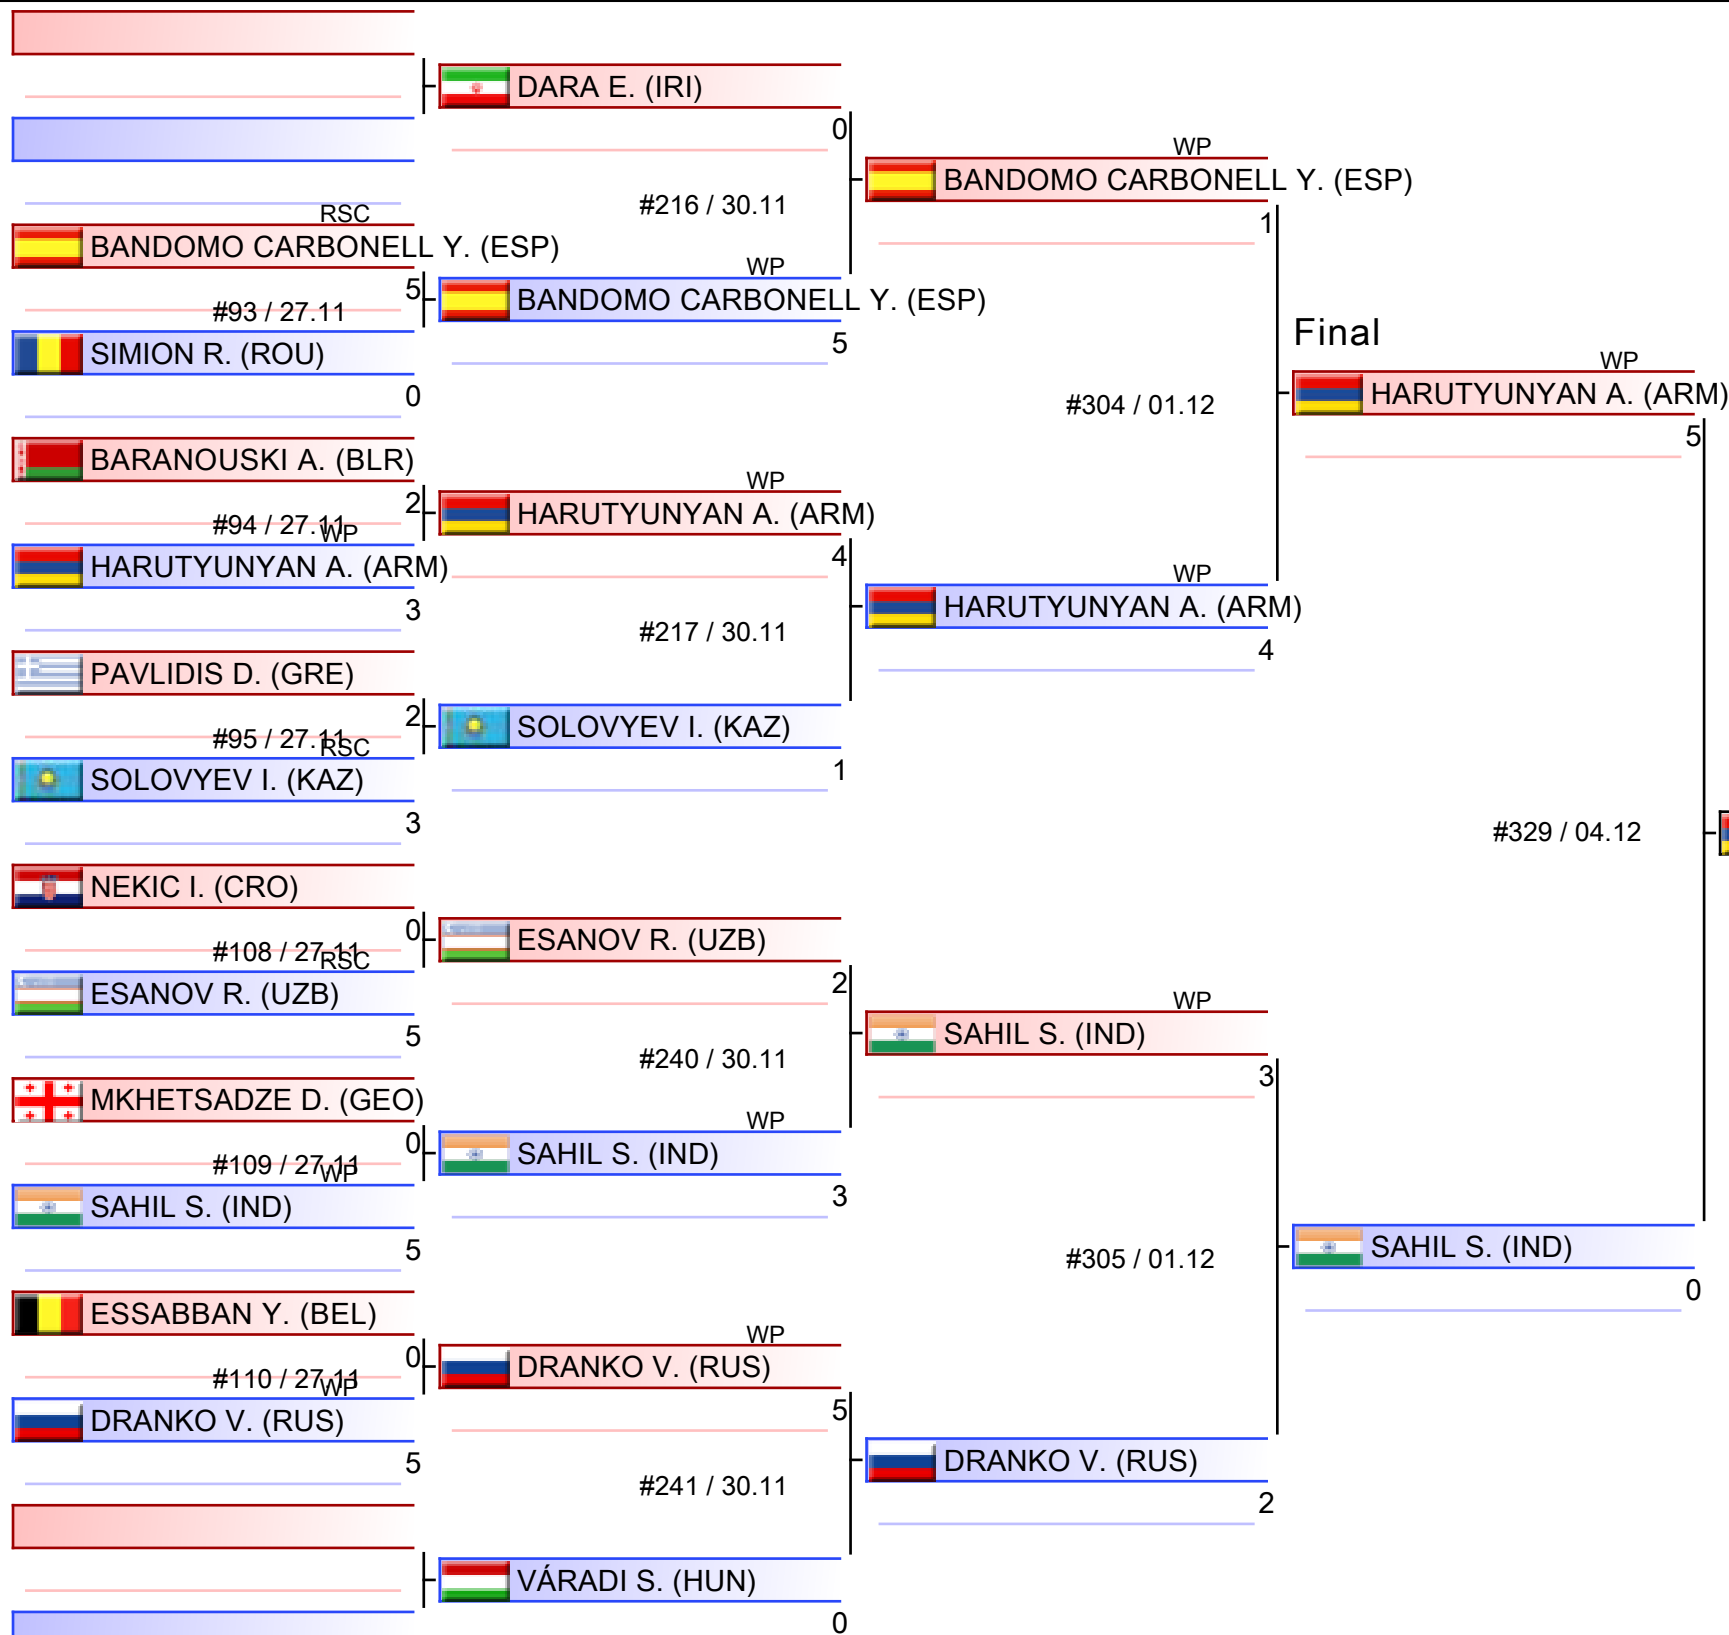 DARA E. (IRI)
0
#216 / 30.11
WP
BANDOMO CARBONELL Y. (ESP)
1
RSC
BANDOMO CARBONELL Y. (ESP)
5
#93 / 27.11
SIMION R. (ROU)
0
WP
BANDOMO CARBONELL Y. (ESP)
5
Final
WP
HARUTYUNYAN A. (ARM)
5
#304 / 01.12
BARANOUSKI A. (BLR)
2
#94 / 27.11
WP
HARUTYUNYAN A. (ARM)
3
WP
HARUTYUNYAN A. (ARM)
4
#217 / 30.11
WP
HARUTYUNYAN A. (ARM)
4
PAVLIDIS D. (GRE)
2
#95 / 27.11
RSC
SOLOVYEV I. (KAZ)
3
SOLOVYEV I. (KAZ)
1
#329 / 04.12
NEKIC I. (CRO)
0
#108 / 27.11
RSC
ESANOV R. (UZB)
5
ESANOV R. (UZB)
2
#240 / 30.11
WP
SAHIL S. (IND)
3
MKHETSADZE D. (GEO)
0
#109 / 27.11
WP
SAHIL S. (IND)
5
WP
SAHIL S. (IND)
3
#305 / 01.12
SAHIL S. (IND)
0
ESSABBAN Y. (BEL)
0
#110 / 27.11
WP
DRANKO V. (RUS)
5
WP
DRANKO V. (RUS)
5
#241 / 30.11
DRANKO V. (RUS)
2
VÁRADI S. (HUN)
0